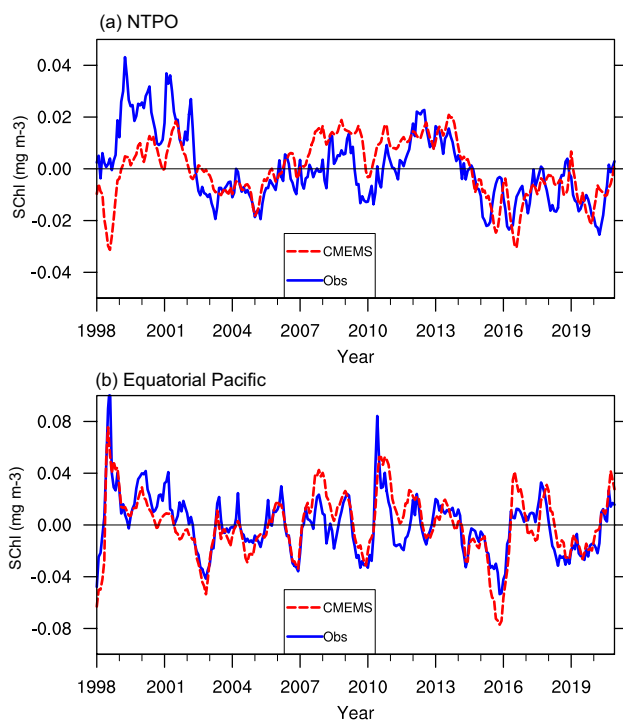 (a) NTPO
SChl (mg m-3)
0.04
0.02
0.00
-0.02
-0.04
CMEMS
Obs
1998 2001 2004 2007 2010 2013 2016 2019
Year
(b) Equatorial Pacific
SChl (mg m-3)
0.08
0.04
0.00
-0.04
-0.08
CMEMS
Obs
1998 2001 2004 2007 2010 2013 2016 2019
Year